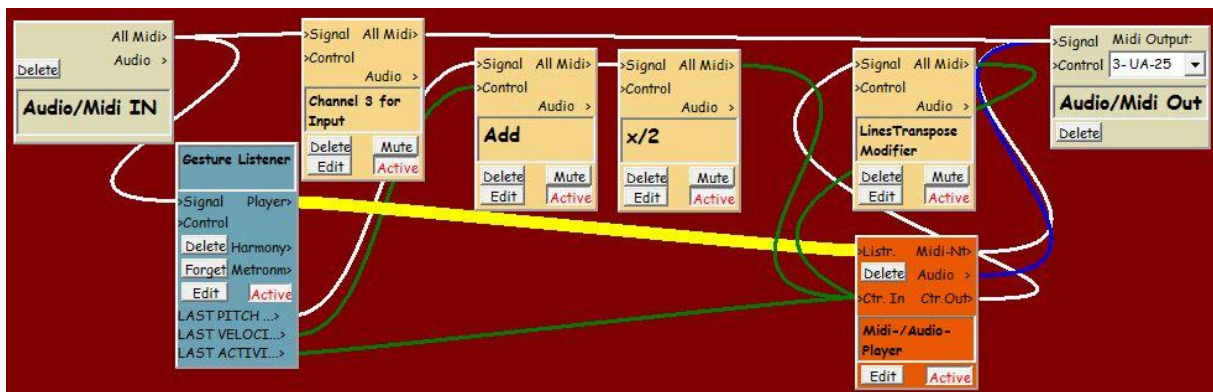 All Midi>
Audio >
Delete
Audio/Midi IN
>Signal All Midi>
>Control
Audio >
Channel 3 for
Input
Delete Mute
Edit Active
Gesture Listener
>Signal Player>
>Control
Delete Harmony>
Forget Metronm>
Edit Active
LAST PITCH ...>
LAST VELOCI...>
LAST ACTIVI...>
>Signal All Midi>
>Control
Audio >
Add
Delete Mute
Edit Active
>Signal All Midi>
>Control
Audio >
x/2
Delete Mute
Edit Active
>Signal All Midi>
>Control
Audio >
LinesTranspose
Modifier
Delete Mute
Edit Active
>Listr. Midi-Nt>
Delete Audio >
>Ctr. In Ctr.Out>
Midi-/Audio-
Player
Edit Active
>Signal Midi Output:
>Control 3- UA-25
Audio/Midi Out
Delete